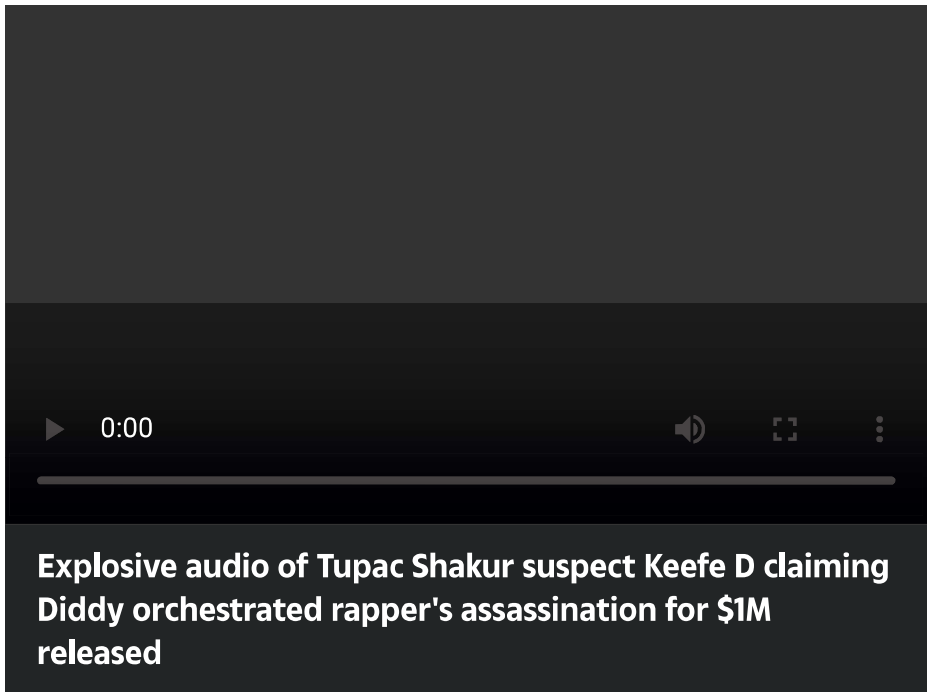 0:00
Explosive audio of Tupac Shakur suspect Keefe D claiming
Diddy orchestrated rapper's assassination for $1M
released